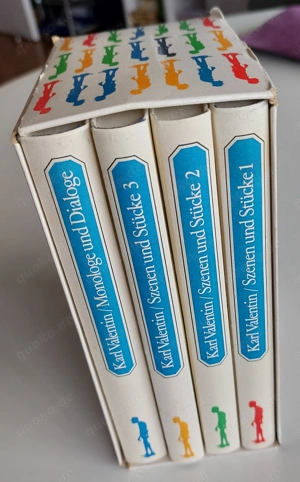 Karl Valentin / Monologe und Dialoge
Karl Valentin / Szenen und Stücke 3
Karl Valentin / Szenen und Stücke 2
Karl Valentin / Szenen und Stücke 1